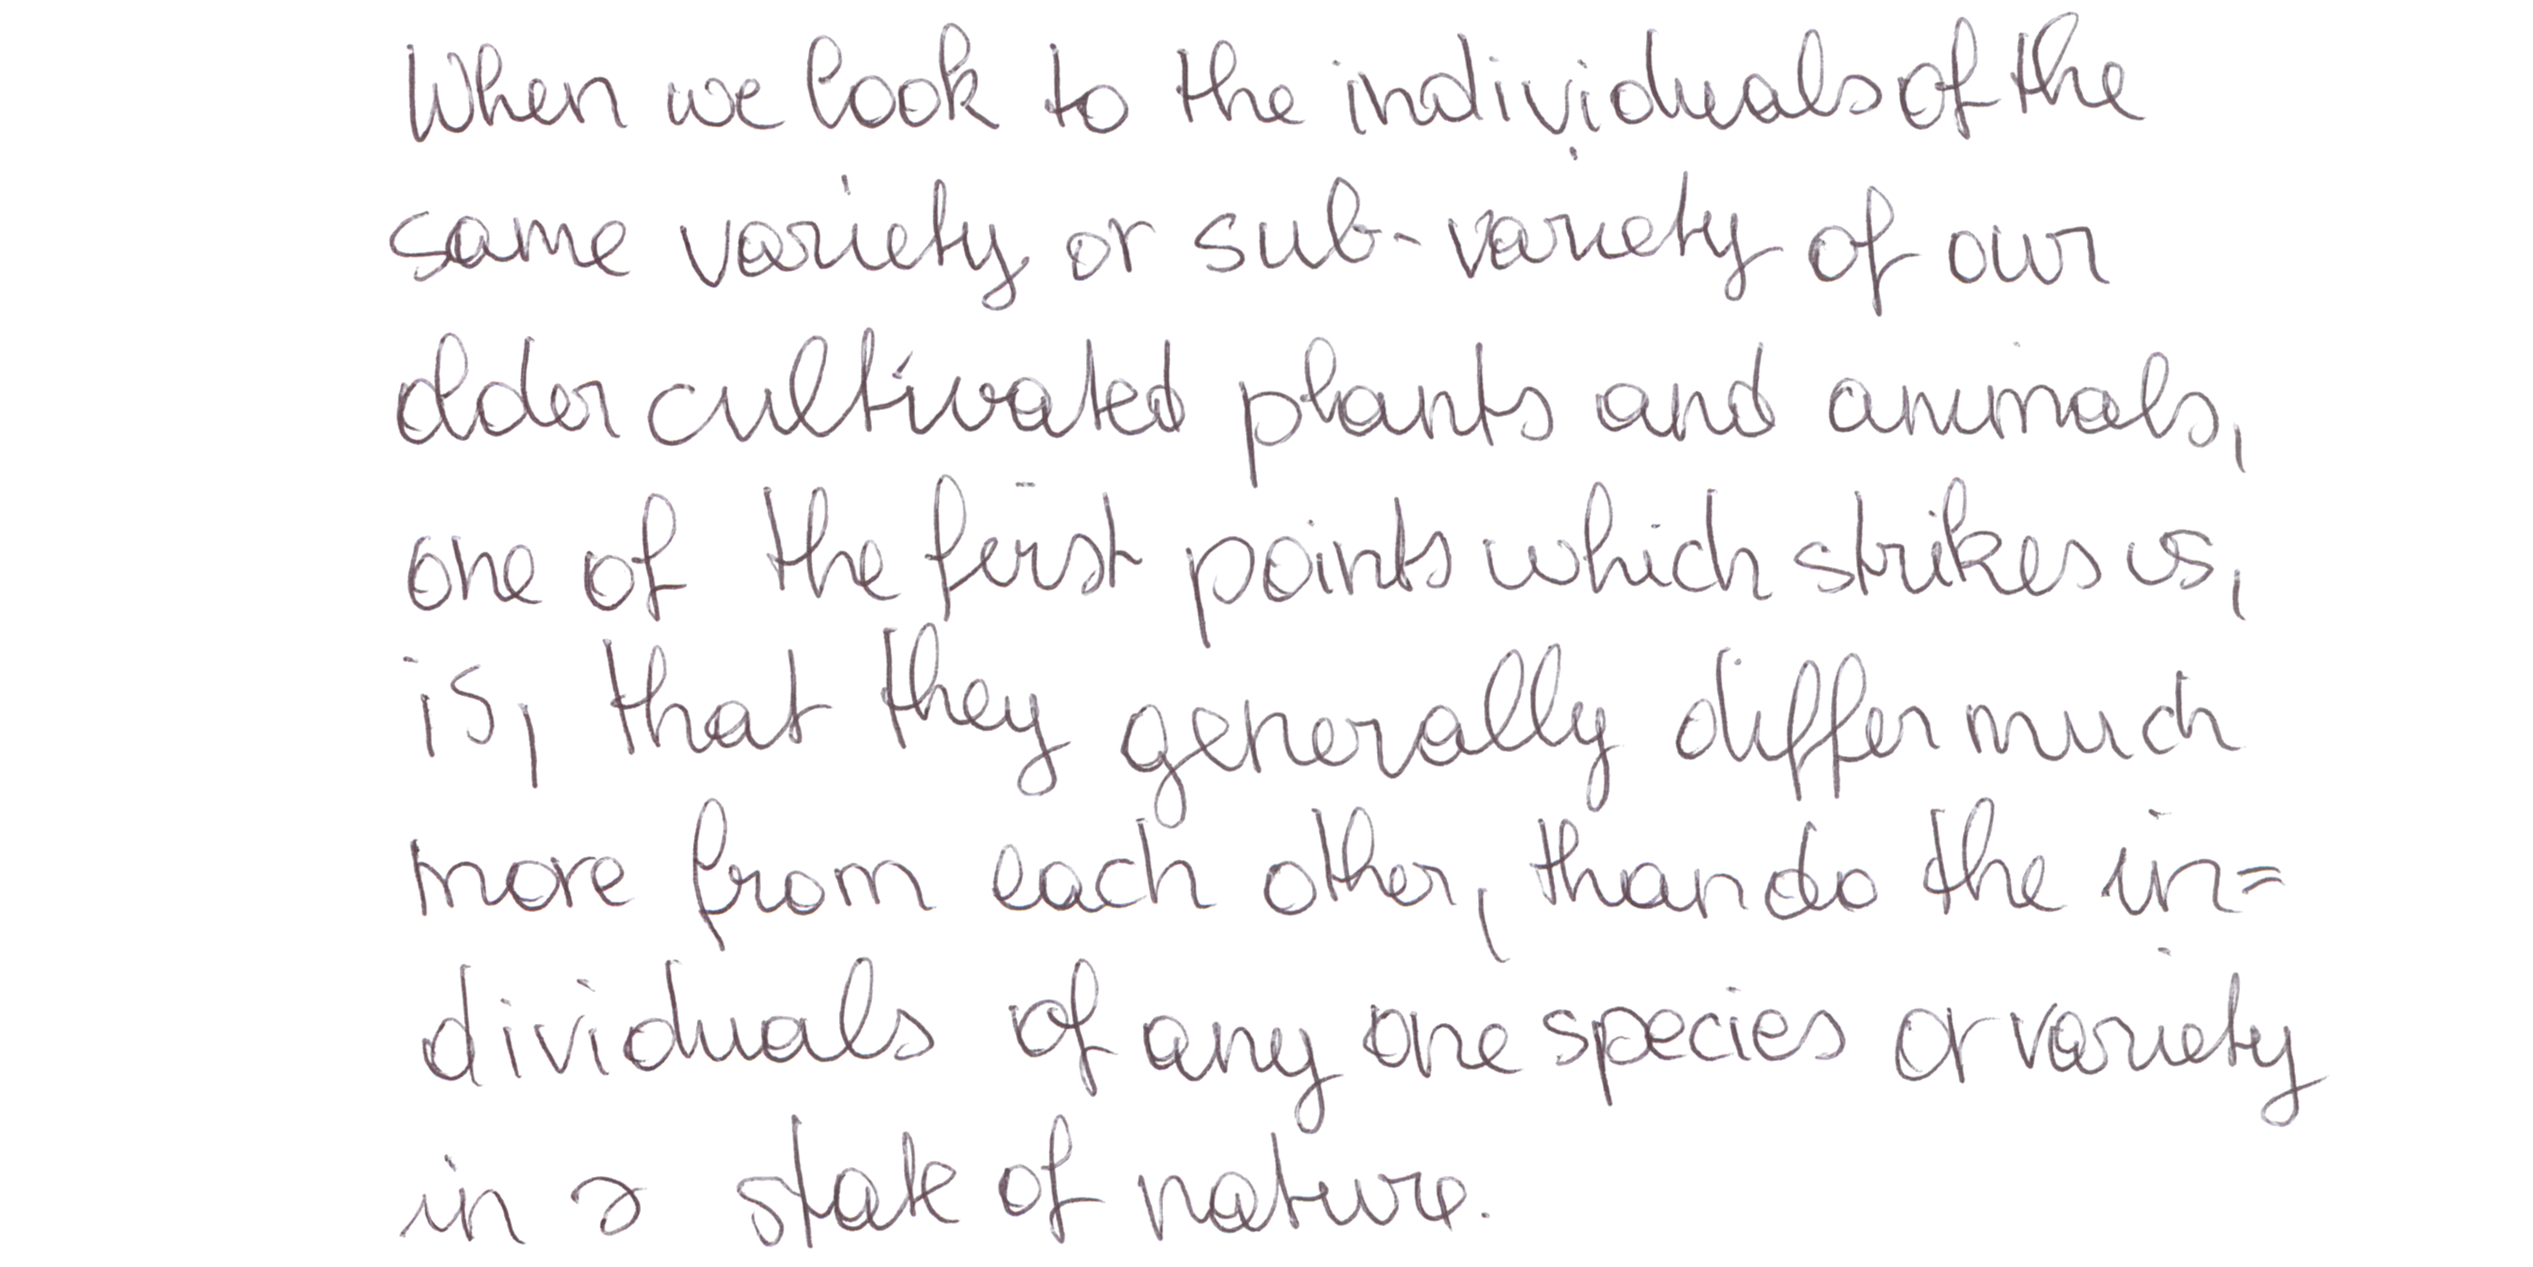 When we look to the individuals of the
same variety or sub-variety of our
older cultivated plants and animals,
one of the first points which strikes us,
is, that they generally differ much
more from each other, than do the in=
dividuals of any one species or variety
in a state of nature.